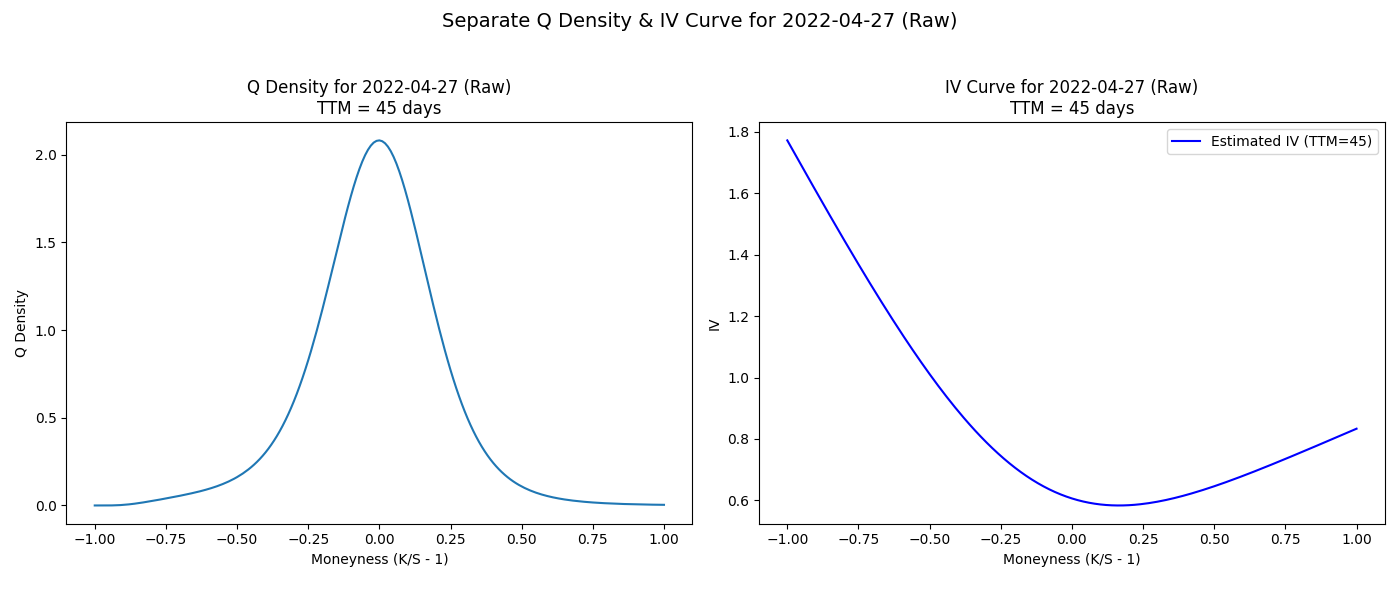 Separate Q Density & IV Curve for 2022-04-27 (Raw)
Q Density for 2022-04-27 (Raw)
TTM = 45 days
2.0
1.5
1.0
0.5
0.0
Q Density
−1.00 −0.75 −0.50 −0.25 0.00 0.25 0.50 0.75 1.00
Moneyness (K/S - 1)
IV Curve for 2022-04-27 (Raw)
TTM = 45 days
Estimated IV (TTM=45)
1.8
1.6
1.4
1.2
1.0
0.8
0.6
IV
−1.00 −0.75 −0.50 −0.25 0.00 0.25 0.50 0.75 1.00
Moneyness (K/S - 1)